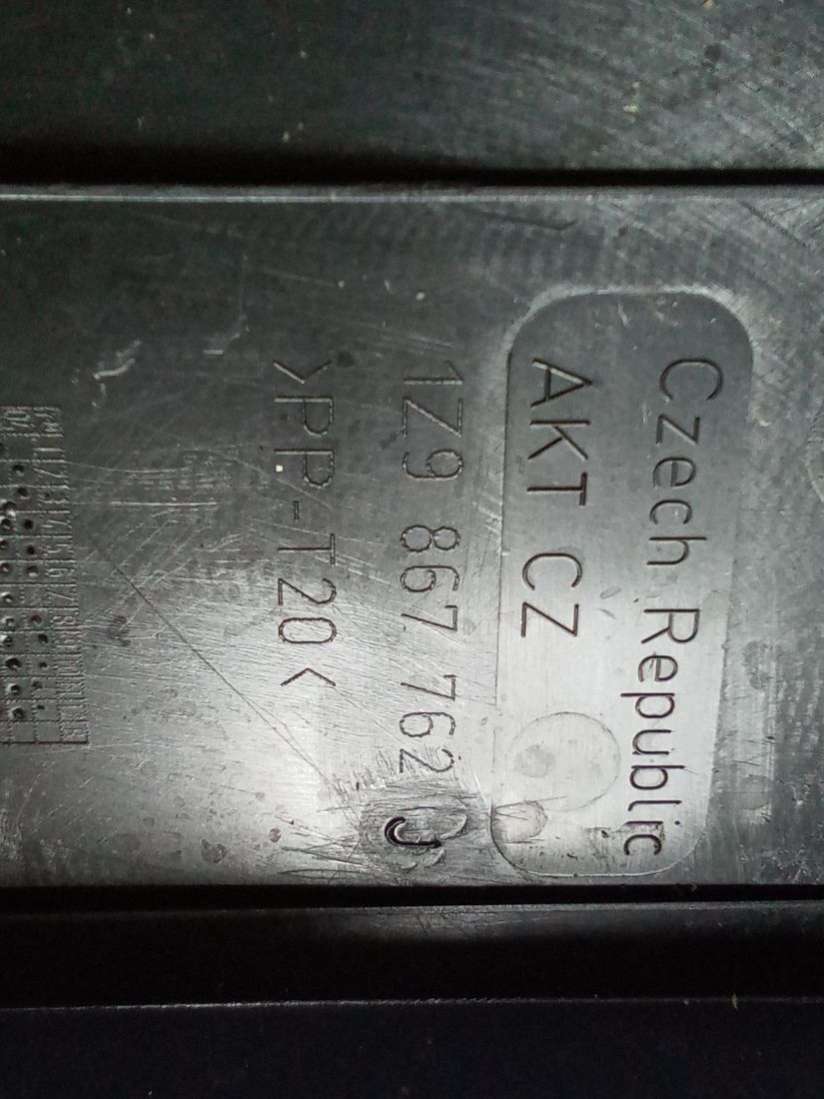 Czech Republic
AKT CZ
1Z9 867 762 J
>PP-T20<